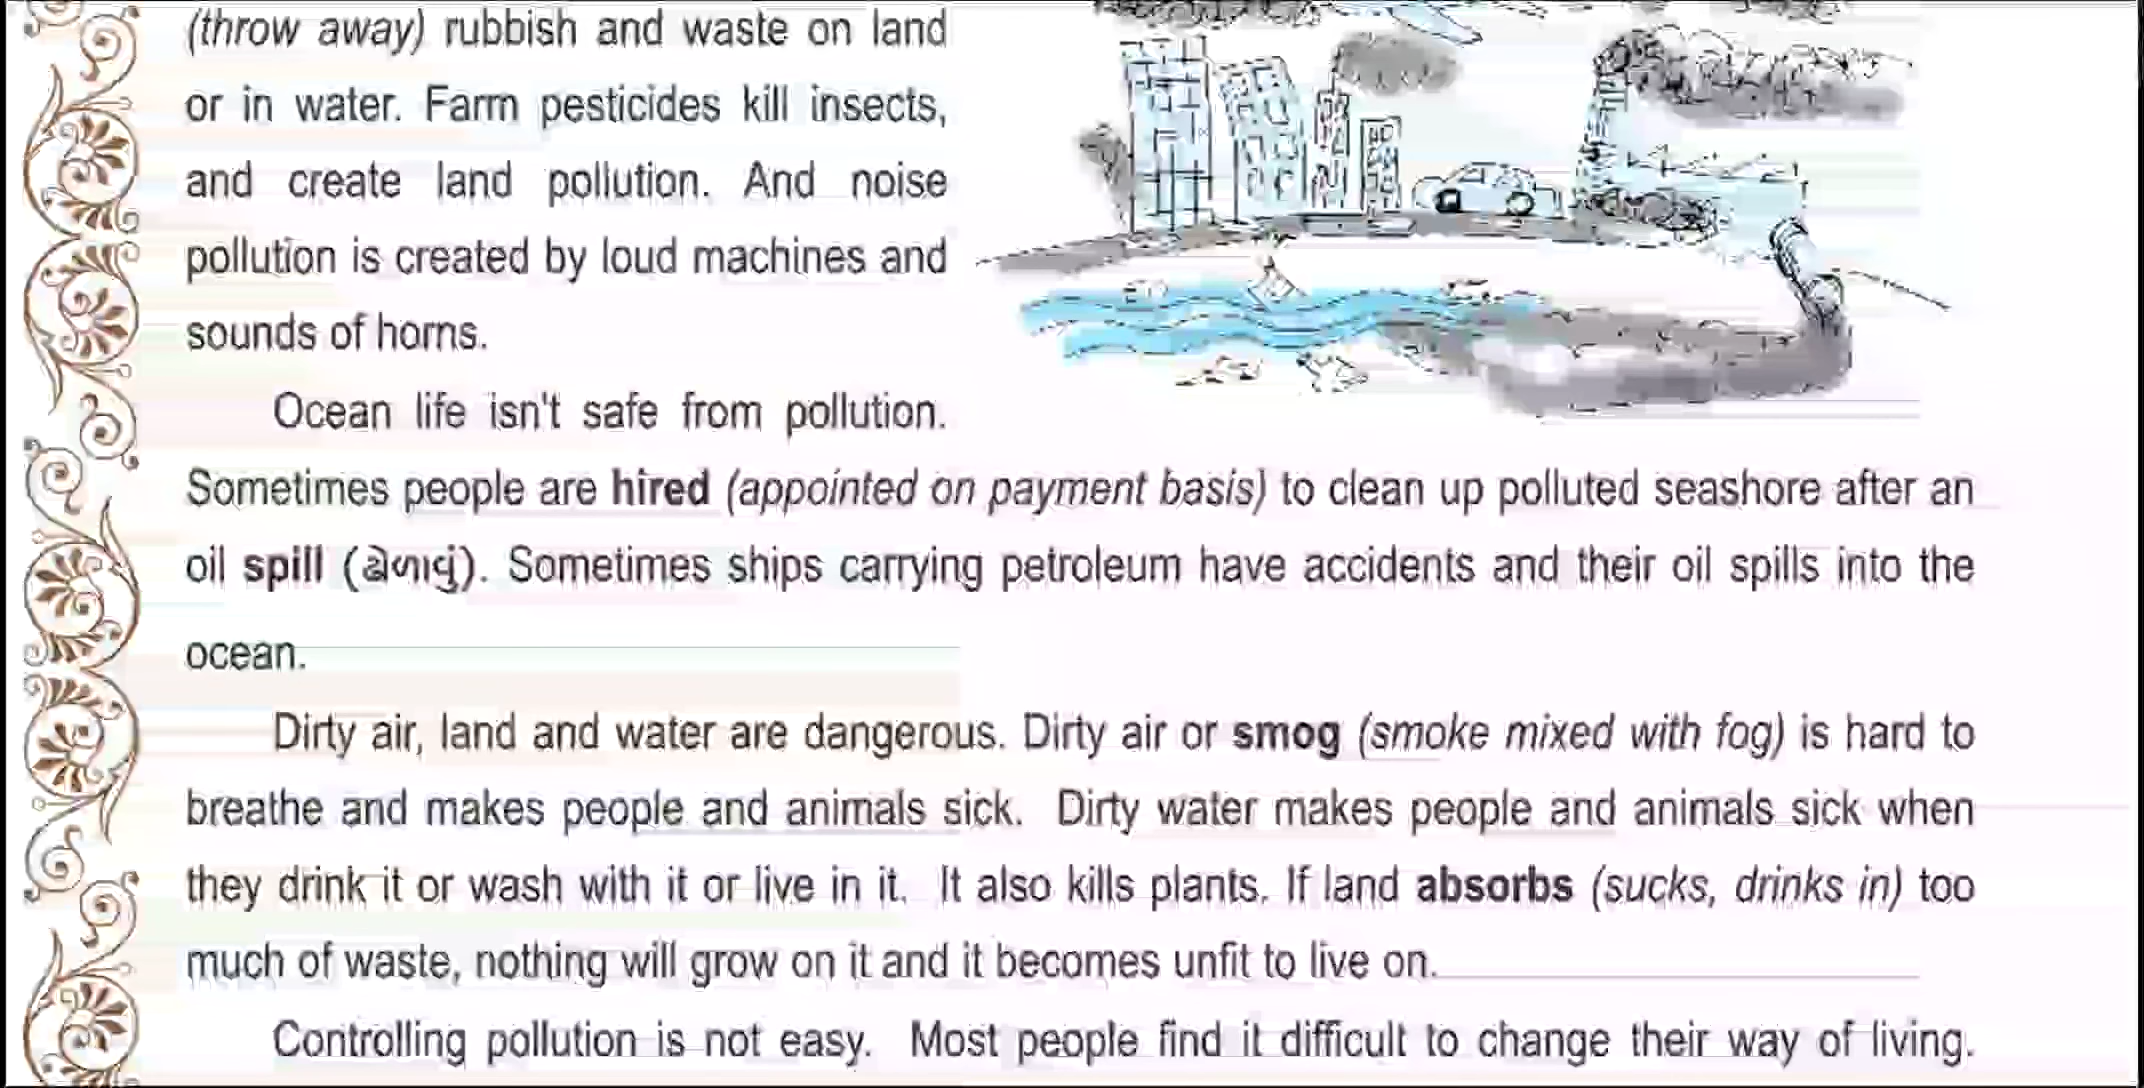 (throw away) rubbish and waste on land
or in water. Farm pesticides kill insects,
and create land pollution. And noise
pollution is created by loud machines and
sounds of horns.
Ocean life isn't safe from pollution.
Sometimes people are hired (appointed on payment basis) to clean up polluted seashore after an
oil spill (ઢોળાવું). Sometimes ships carrying petroleum have accidents and their oil spills into the
ocean.
Dirty air, land and water are dangerous. Dirty air or smog (smoke mixed with fog) is hard to
breathe and makes people and animals sick. Dirty water makes people and animals sick when
they drink it or wash with it or live in it. It also kills plants. If land absorbs (sucks, drinks in) too
much of waste, nothing will grow on it and it becomes unfit to live on.
Controlling pollution is not easy. Most people find it difficult to change their way of living.